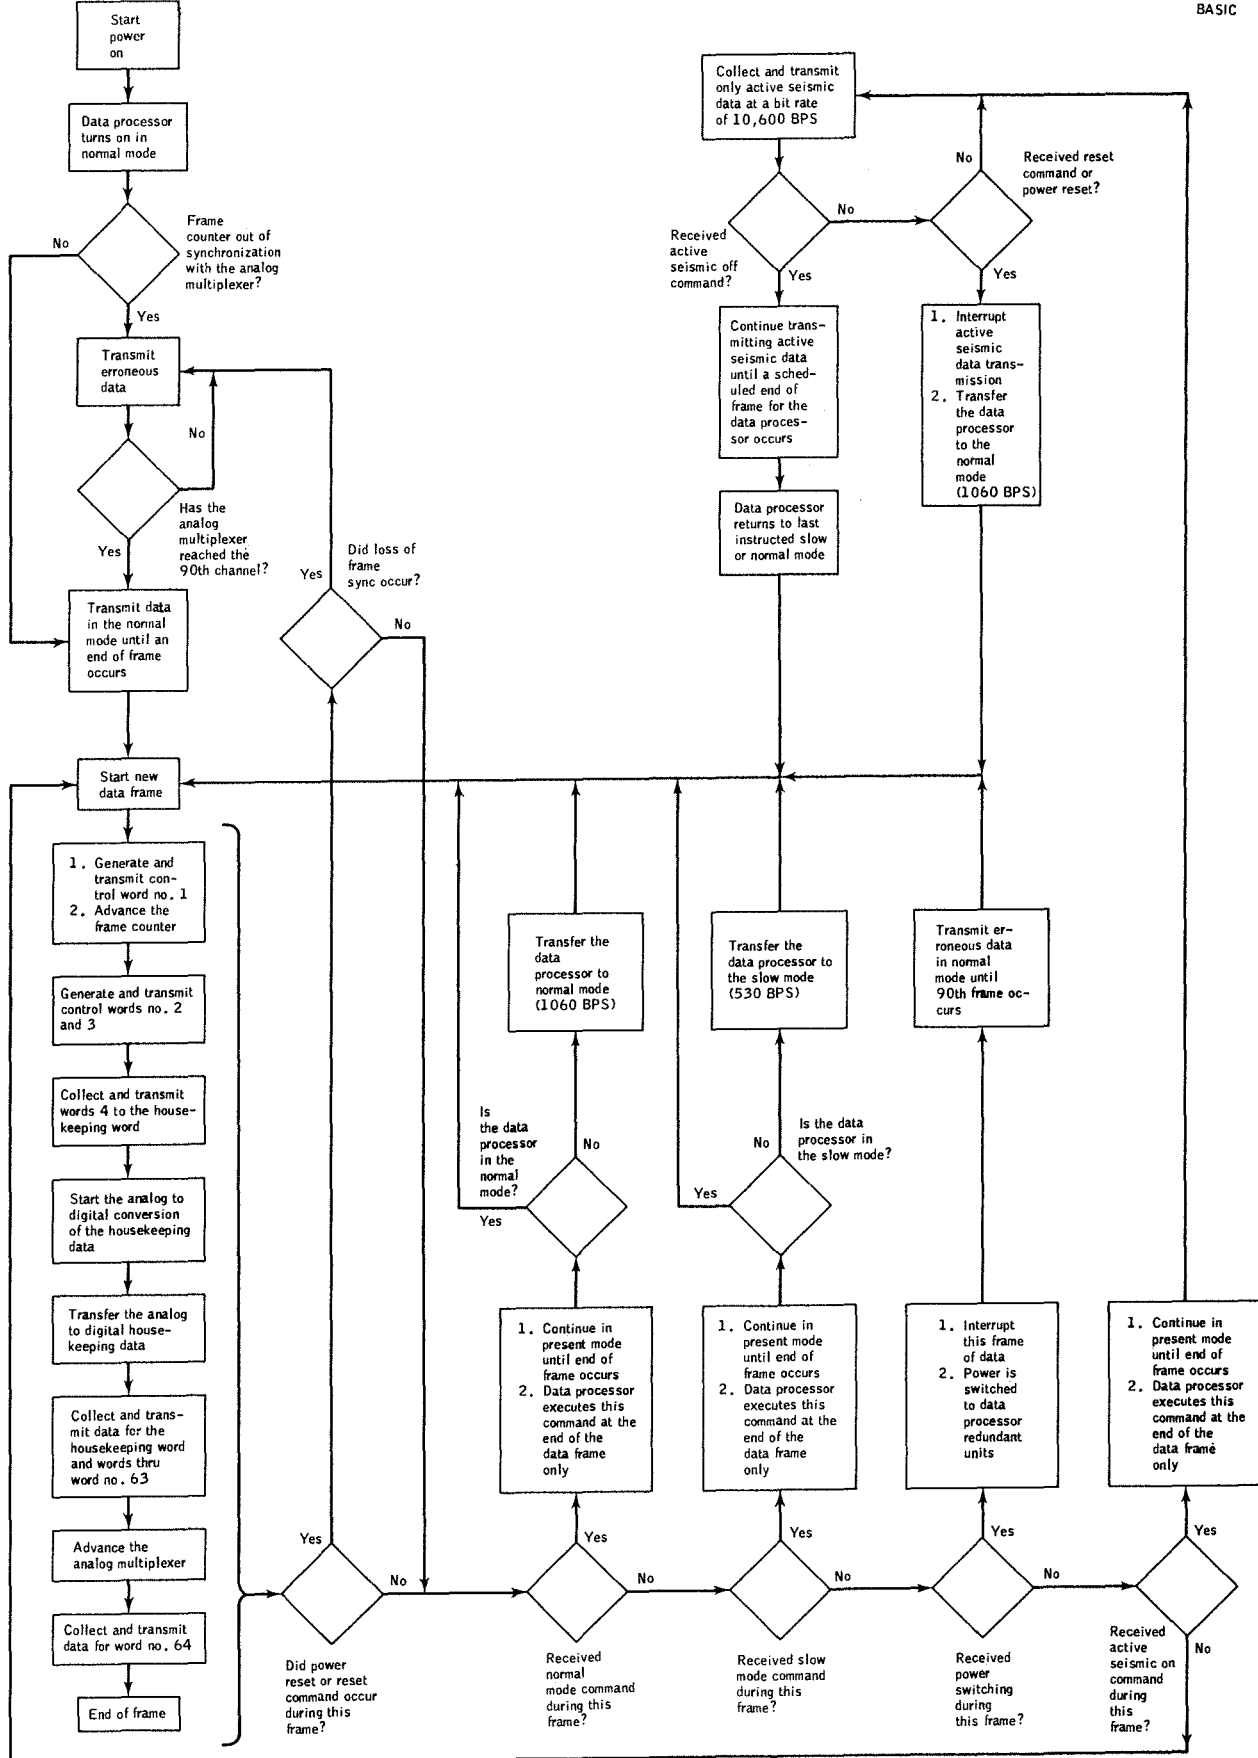 BASIC
Start
power
on
Data processor
turns on in
normal mode
No
Frame
counter out of
synchronization
with the analog
multiplexer?
Yes
Transmit
erroneous
data
No
Has the
analog
multiplexer
reached the
90th channel?
Yes
Transmit data
in the normal
mode until an
end of frame
occurs
Yes
Did loss of
frame
sync occur?
No
Collect and transmit
only active seismic
data at a bit rate
of 10,600 BPS
Received
active
seismic off
command?
No
Yes
No
Received reset
command or
power reset?
Yes
Continue trans-
mitting active
seismic data
until a sched-
uled end of
frame for the
data proces-
sor occurs
Data processor
returns to last
instructed slow
or normal mode
1. Interrupt
active
seismic
data trans-
mission
2. Transfer
the data
processor
to the
normal
mode
(1060 BPS)
Start new
data frame
1. Generate and
transmit con-
trol word no. 1
2. Advance the
frame counter
Generate and transmit
control words no. 2
and 3
Collect and transmit
words 4 to the house-
keeping word
Start the analog to
digital conversion
of the housekeeping
data
Transfer the analog
to digital house-
keeping data
Collect and trans-
mit data for the
housekeeping word
and words thru
word no. 63
Advance the
analog multiplexer
Collect and transmit
data for word no. 64
End of frame
Transfer the
data
processor to
normal mode
(1060 BPS)
Transfer the
data processor to
the slow mode
(530 BPS)
Transmit er-
roneous data
in normal
mode until
90th frame oc-
curs
Is
the data
processor
in the
normal
mode?
No
Yes
Is the data
processor in
the slow mode?
No
Yes
1. Continue in
present mode
until end of
frame occurs
2. Data processor
executes this
command at the
end of the
data frame
only
1. Continue in
present mode
until end of
frame occurs
2. Data processor
executes this
command at the
end of the
data frame
only
1. Interrupt
this frame
of data
2. Power is
switched
to data
processor
redundant
units
1. Continue in
present mode
until end of
frame occurs
2. Data processor
executes this
command at the
end of the
data frame
only
Yes
No
Did power
reset or reset
command occur
during this
frame?
Yes
No
Received
normal
mode command
during this
frame?
Yes
No
Received slow
mode command
during this
frame?
Yes
No
Received
power
switching
during
this frame?
Yes
No
Received
active
seismic on
command
during
this
frame?